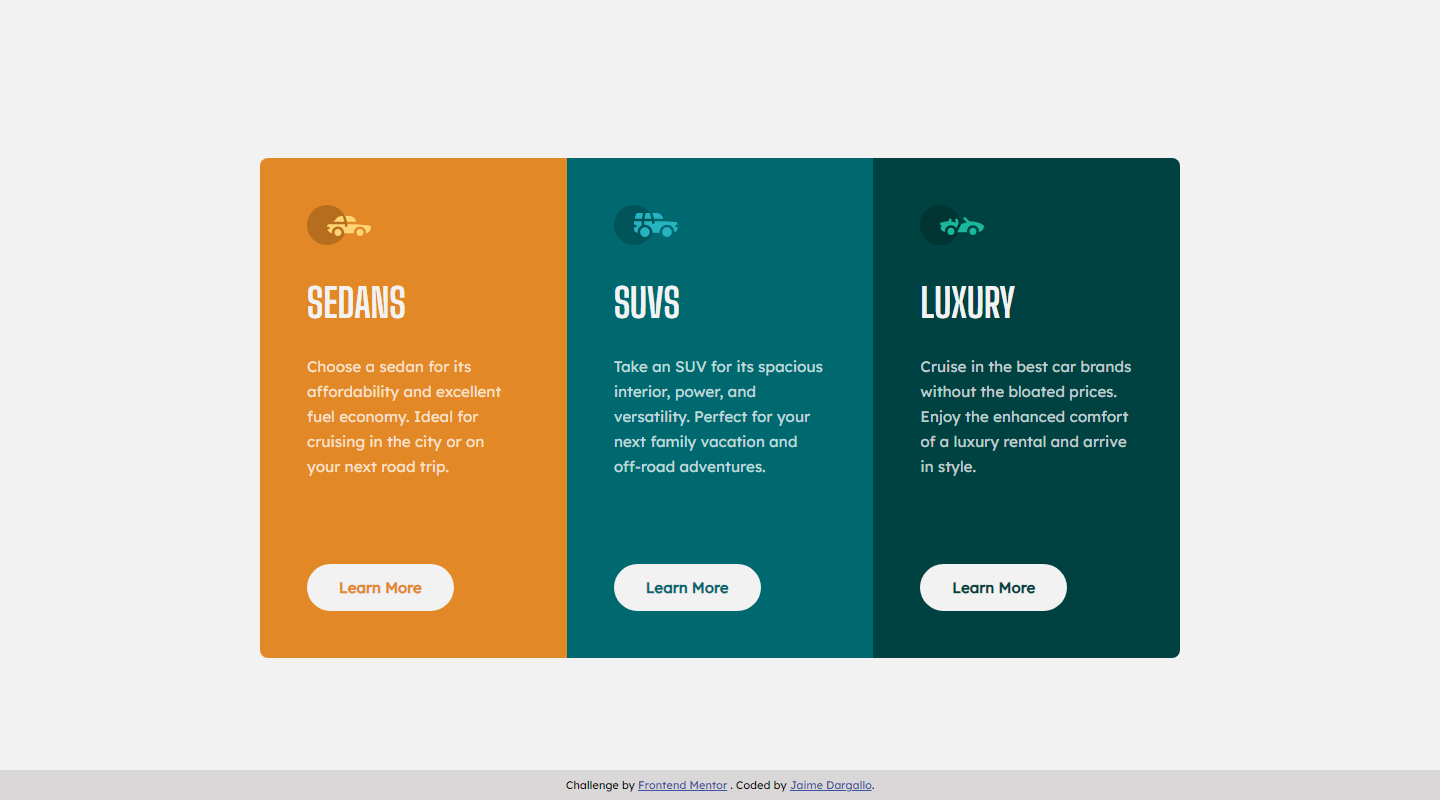 SEDANS
Choose a sedan for its
affordability and excellent
fuel economy. Ideal for
cruising in the city or on
your next road trip.
Learn More
SUVS
Take an SUV for its spacious
interior, power, and
versatility. Perfect for your
next family vacation and
off-road adventures.
Learn More
LUXURY
Cruise in the best car brands
without the bloated prices.
Enjoy the enhanced comfort
of a luxury rental and arrive
in style.
Learn More
Challenge by Frontend Mentor . Coded by Jaime Dargallo.